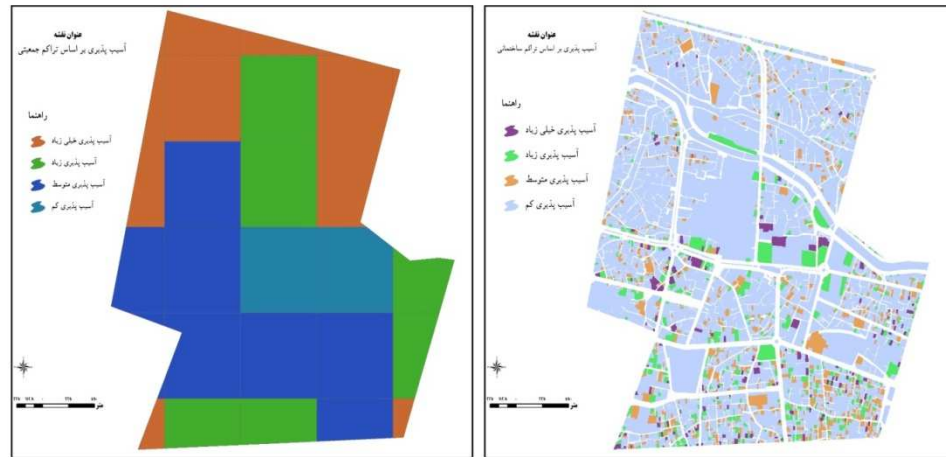 عنوان نقشه
آسیب پذیری بر اساس تراکم جمعیتی
راهنما
آسیب پذیری خیلی زیاد
آسیب پذیری زیاد
آسیب پذیری متوسط
آسیب پذیری کم
متر
عنوان نقشه
آسیب پذیری بر اساس تراکم ساختمانی
راهنما
آسیب پذیری خیلی زیاد
آسیب پذیری زیاد
آسیب پذیری متوسط
آسیب پذیری کم
متر